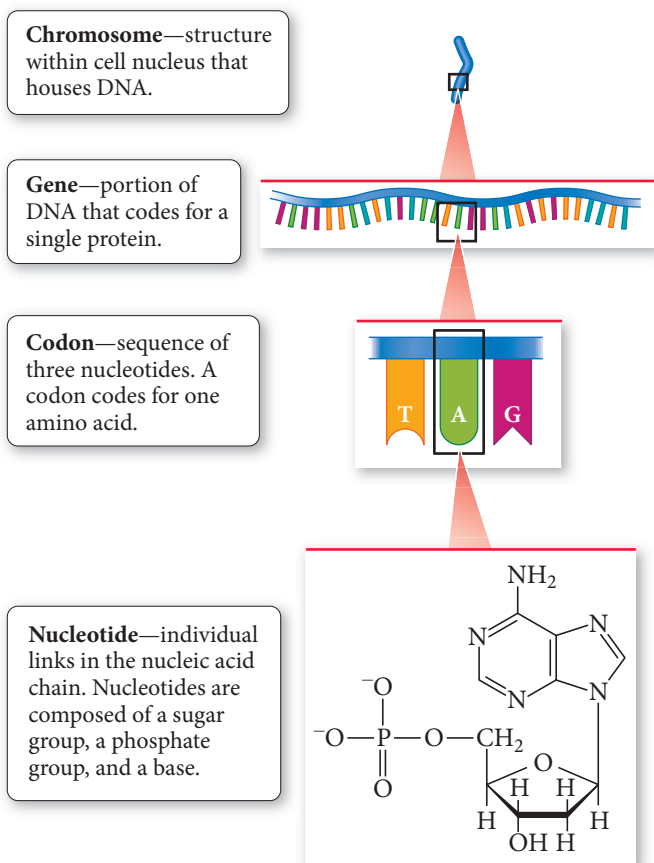 Chromosome—structure
within cell nucleus that
houses DNA.
Gene—portion of
DNA that codes for a
single protein.
Codon—sequence of
three nucleotides. A
codon codes for one
amino acid.
T A G
Nucleotide—individual
links in the nucleic acid
chain. Nucleotides are
composed of a sugar
group, a phosphate
group, and a base.
NH₂
N
N
N
N
⁻O
⁻O—P—O—CH₂
O
O
H H
H H
OH H